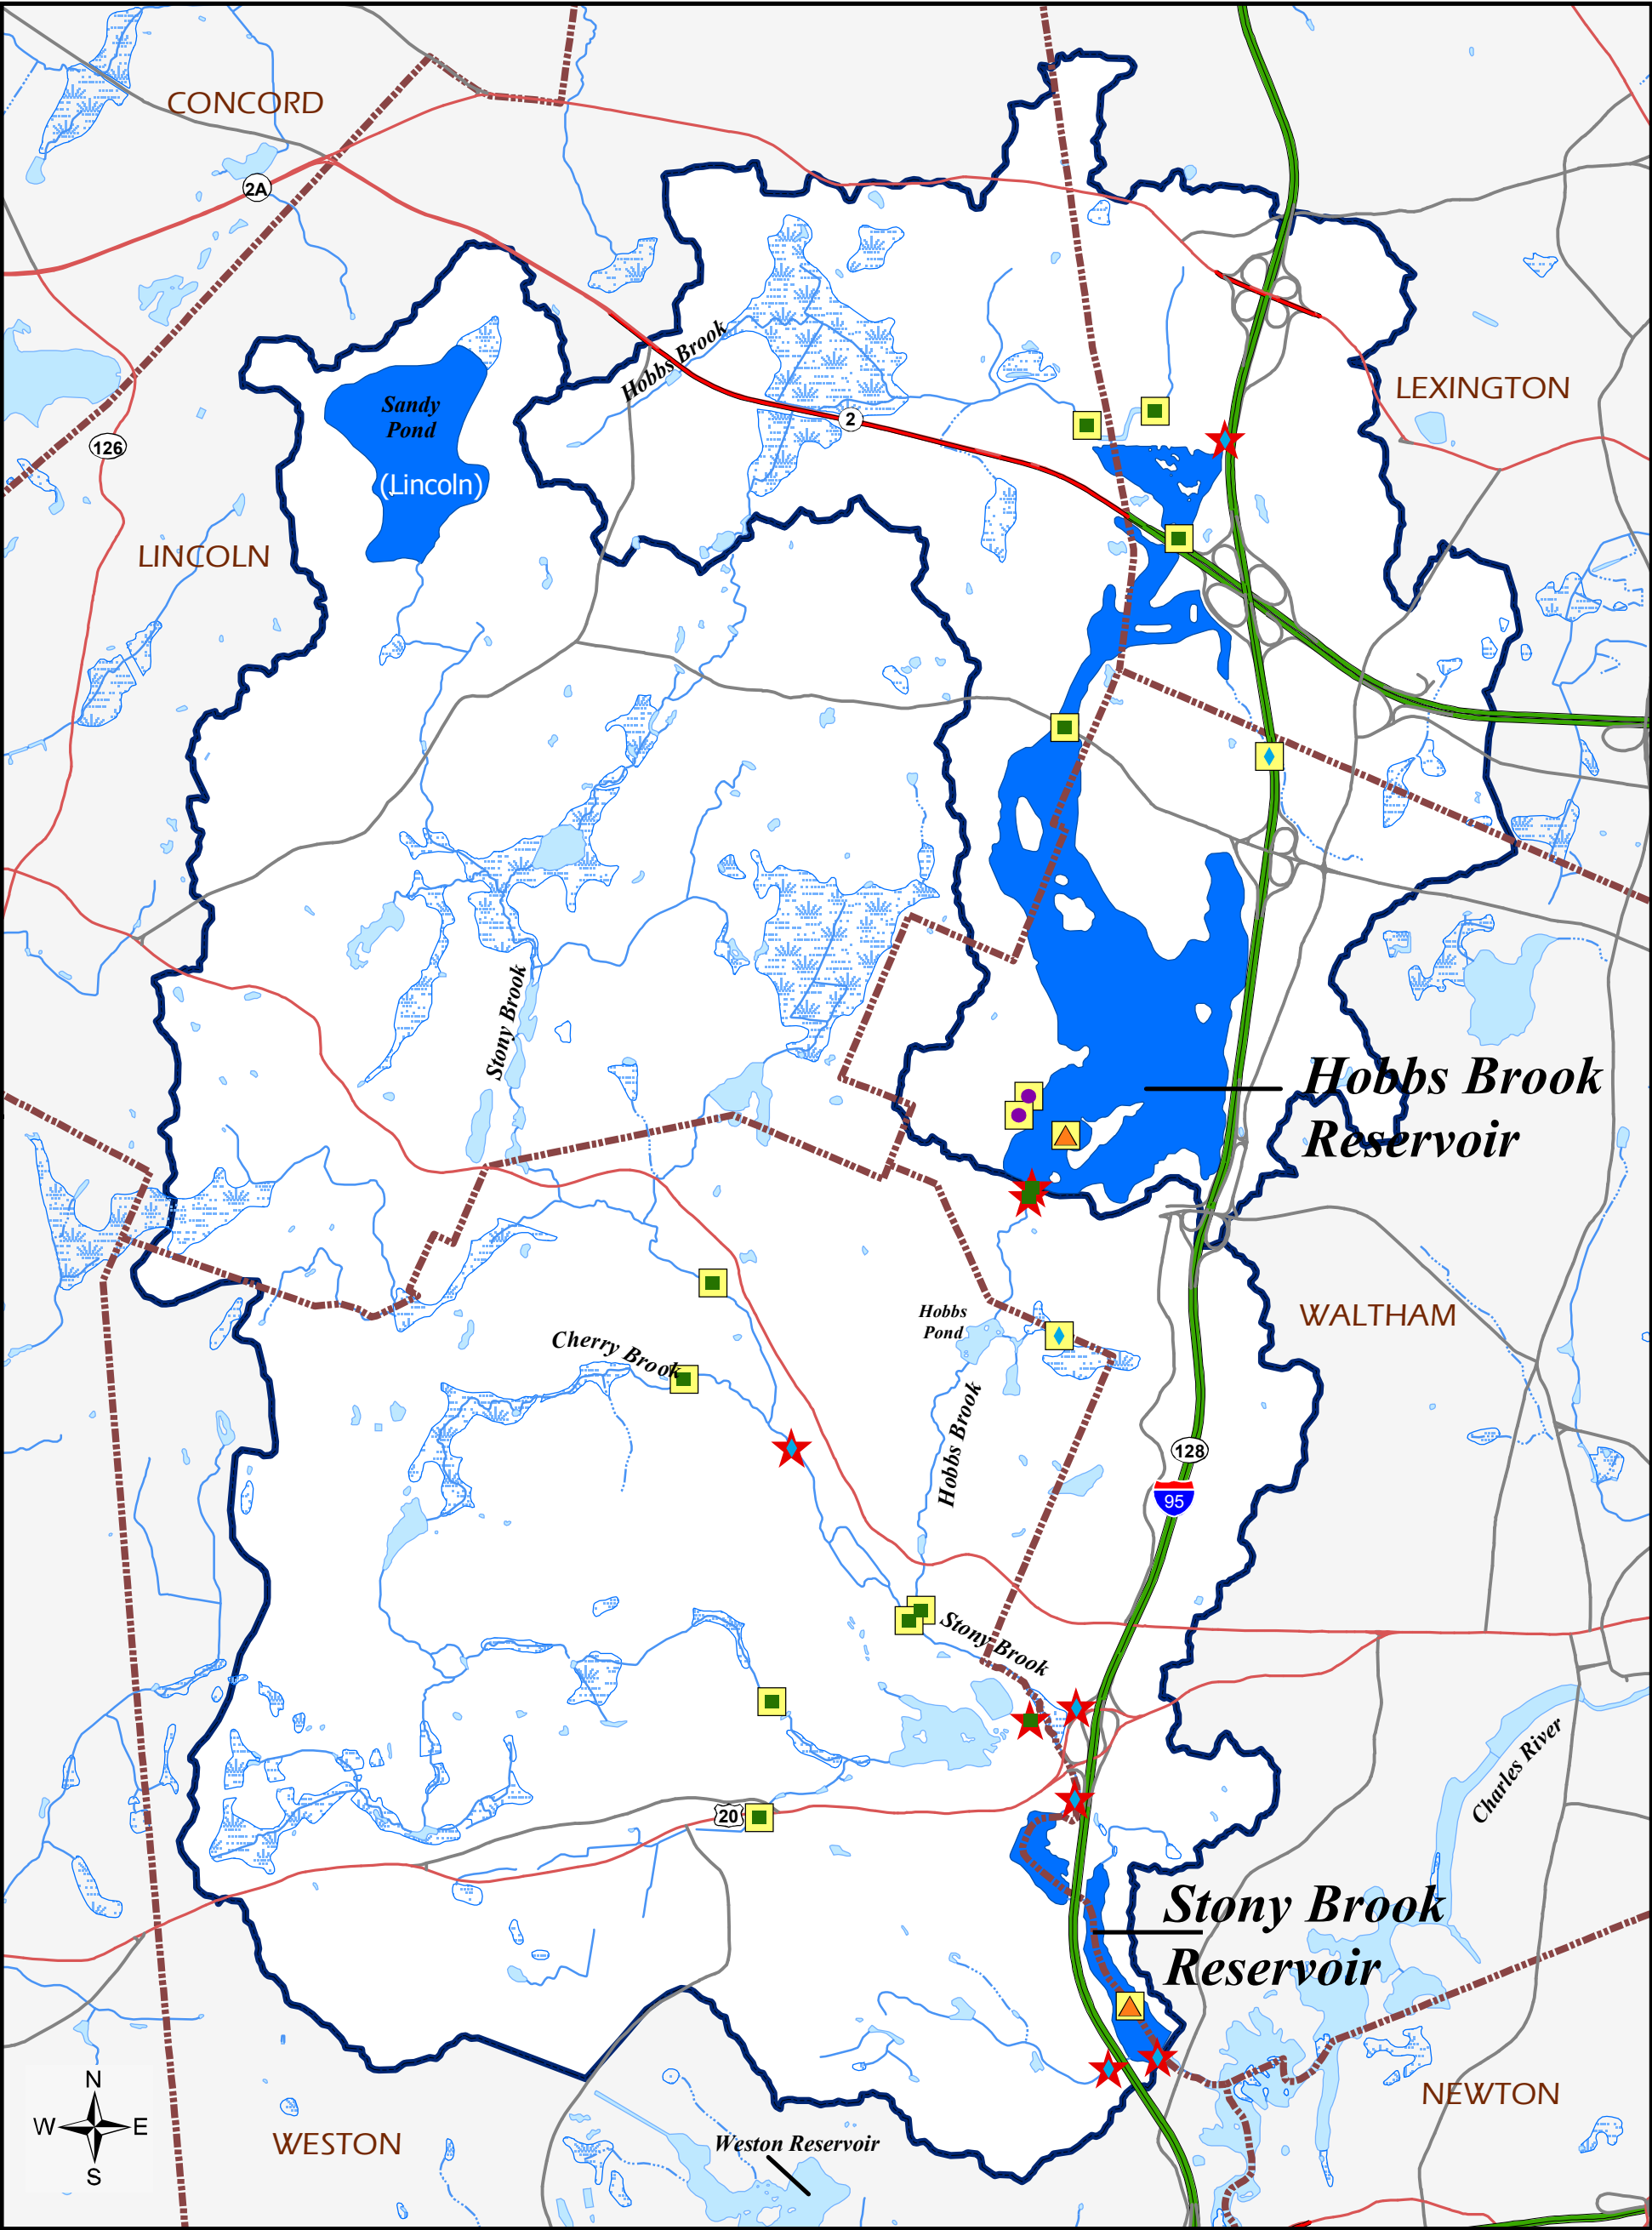 CONCORD
2A
Hobbs Brook
LEXINGTON
Sandy
Pond
2
126
(Lincoln)
LINCOLN
Stony Brook
Hobbs Brook
Reservoir
Hobbs
Pond
WALTHAM
Cherry Brook
Hobbs Brook
128
95
Stony Brook
Charles River
20
Stony Brook
Reservoir
N
W E
S
NEWTON
WESTON
Weston Reservoir